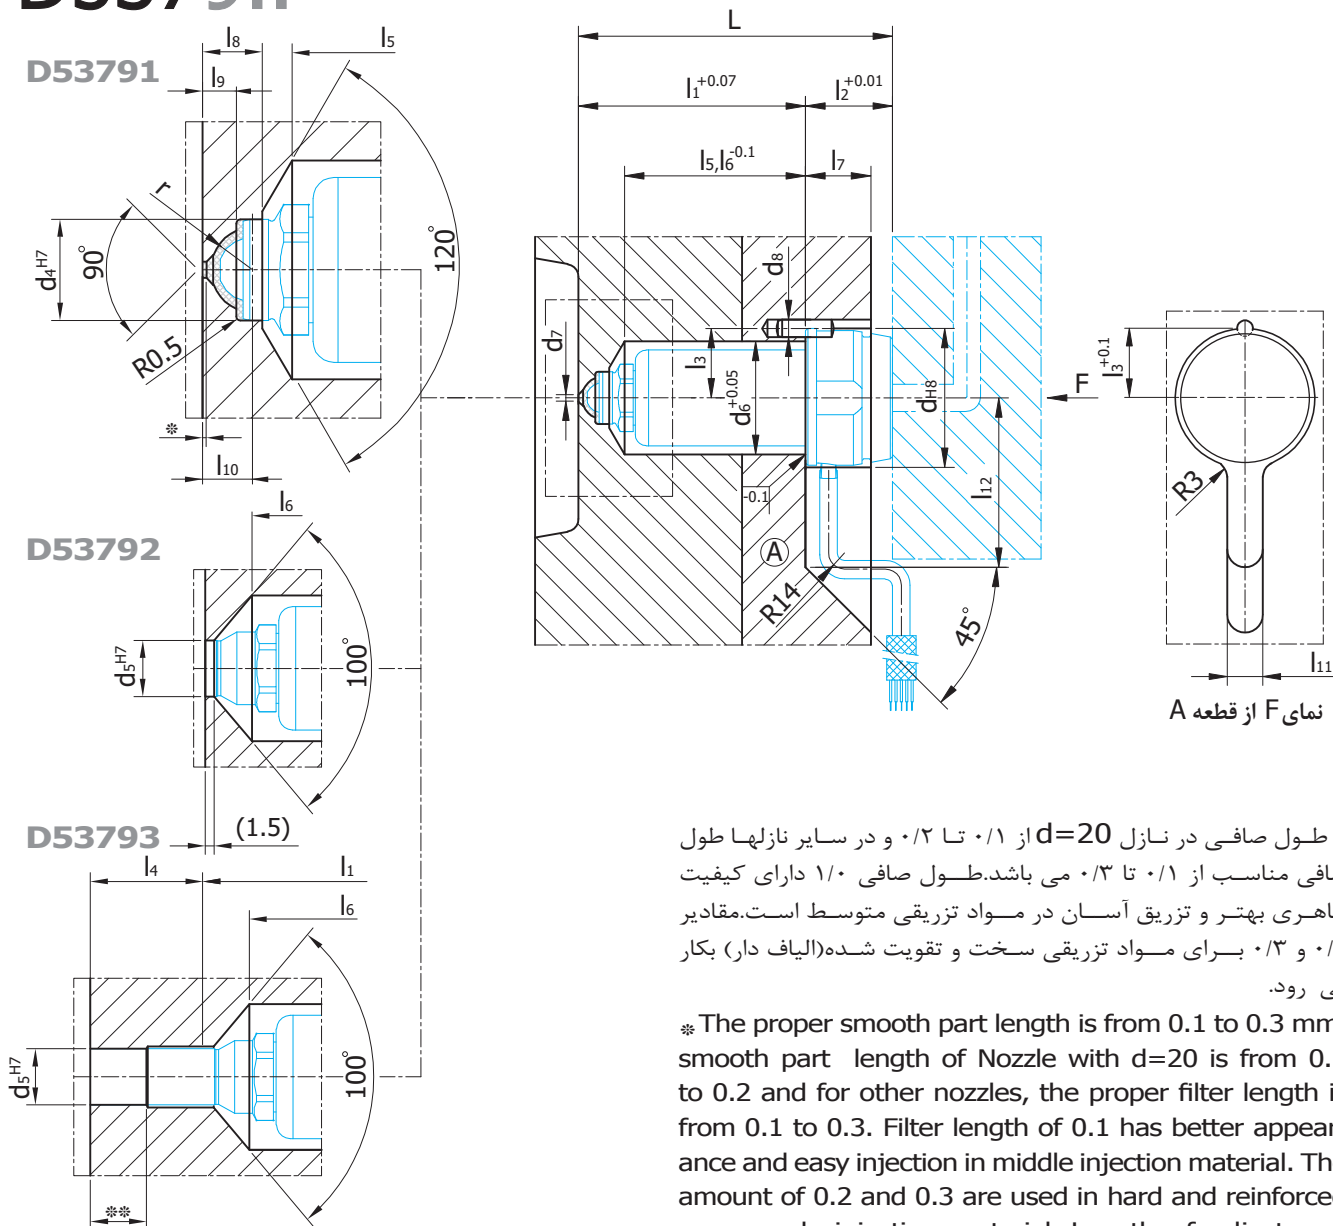 D53791
l8
l5
l9
r
d4 H7
90°
120°
R0.5
*
l10
D53792
l6
d5 H7
100°
(1.5)
D53793
l4
l1
l6
d5 H7
100°
**
L
l1 +0.07
l2 +0.01
l5,l6 -0.1
l7
d8
d7
l3
d6 +0.05
dH8
F
l12
-0.1
A
R14
45°
l3 +0.1
R3
l11
نمای F از قطعه A
طول صافی در نازل d=20 از ۰/۱ تا ۰/۲ و در سایر نازلها طول
مناسب از ۰/۱ تا ۰/۳ می باشد.طول صافی ۱/۰ دارای کیفیت
بهتر و تزریق آسان در مواد تزریقی متوسط است.مقادیر
و ۰/۳ برای مواد تزریقی سخت و تقویت شده(الیاف دار) بکار
رود.
* The proper smooth part length is from 0.1 to 0.3 mm
smooth part length of Nozzle with d=20 is from 0.
to 0.2 and for other nozzles, the proper filter length i
from 0.1 to 0.3. Filter length of 0.1 has better appear
ance and easy injection in middle injection material. Th
amount of 0.2 and 0.3 are used in hard and reinforced